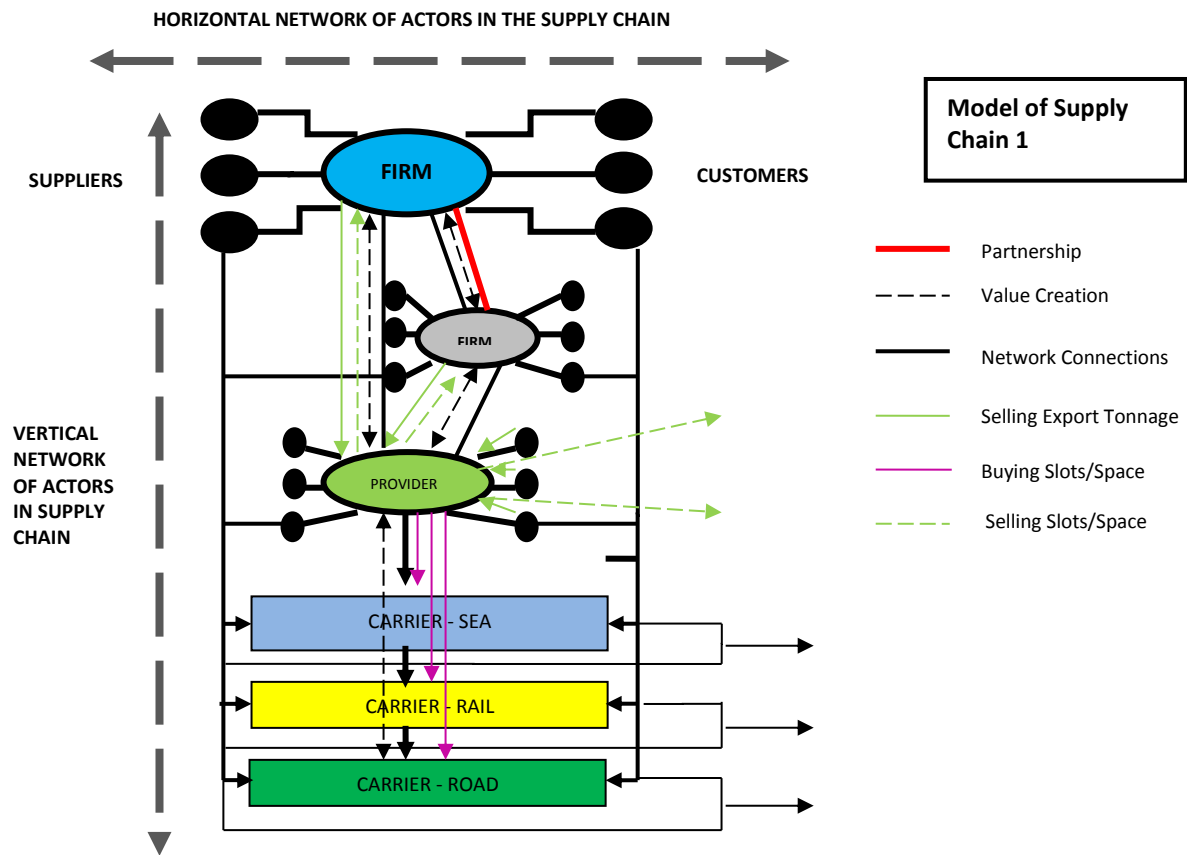 HORIZONTAL NETWORK OF ACTORS IN THE SUPPLY CHAIN
Model of Supply
Chain 1
SUPPLIERS
FIRM
CUSTOMERS
Partnership
Value Creation
FIRM
Network Connections
Selling Export Tonnage
VERTICAL
NETWORK
OF ACTORS
IN SUPPLY
CHAIN
PROVIDER
Buying Slots/Space
Selling Slots/Space
CARRIER - SEA
CARRIER - RAIL
CARRIER - ROAD